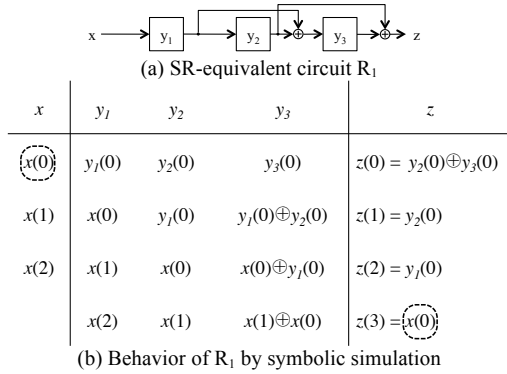 x y₁ y₂ ⊕ y₃ ⊕ z
(a) SR-equivalent circuit R₁
x y₁ y₂ y₃ z
x(0) y₁(0) y₂(0) y₃(0) z(0) = y₂(0)⊕y₃(0)
x(1) x(0) y₁(0) y₁(0)⊕y₂(0) z(1) = y₂(0)
x(2) x(1) x(0) x(0)⊕y₁(0) z(2) = y₁(0)
x(2) x(1) x(1)⊕x(0) z(3) = x(0)
(b) Behavior of R₁ by symbolic simulation